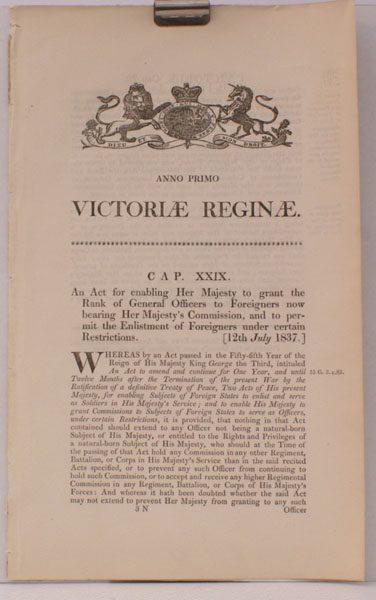 DIEU ET MON DROIT
ANNO PRIMO
VICTORIÆ REGINÆ.
CAP. XXIX.
An Act for enabling Her Majesty to grant the
Rank of General Officers to Foreigners now
bearing Her Majesty's Commission, and to per-
mit the Enlistment of Foreigners under certain
Restrictions. [12th July 1837.]
WHEREAS by an Act passed in the Fifty-fifth Year of the
Reign of His Majesty King George the Third, intituled
An Act to amend and continue for One Year, and until 55 G. 3. c.85.
Twelve Months after the Termination of the present War by the
Ratification of a definitive Treaty of Peace, Two Acts of His present
Majesty, for enabling Subjects of Foreign States to enlist and serve
as Soldiers in His Majesty's Service; and to enable His Majesty to
grant Commissions to Subjects of Foreign States to serve as Officers,
under certain Restrictions, it is provided, that nothing in that Act
contained should extend to any Officer not being a natural-born
Subject of His Majesty, or entitled to the Rights and Privileges of
a natural-born Subject of His Majesty, who should at the Time of
the passing of that Act hold any Commission in any other Regiment,
Battalion, or Corps in His Majesty's Service than in the said recited
Acts specified, or to prevent any such Officer from continuing to
hold such Commission, or to accept and receive any higher Regimental
Commission in any Regiment, Battalion, or Corps of His Majesty's
Forces: And whereas it hath been doubted whether the said Act
may not extend to prevent Her Majesty from granting to any such
3 N Officer